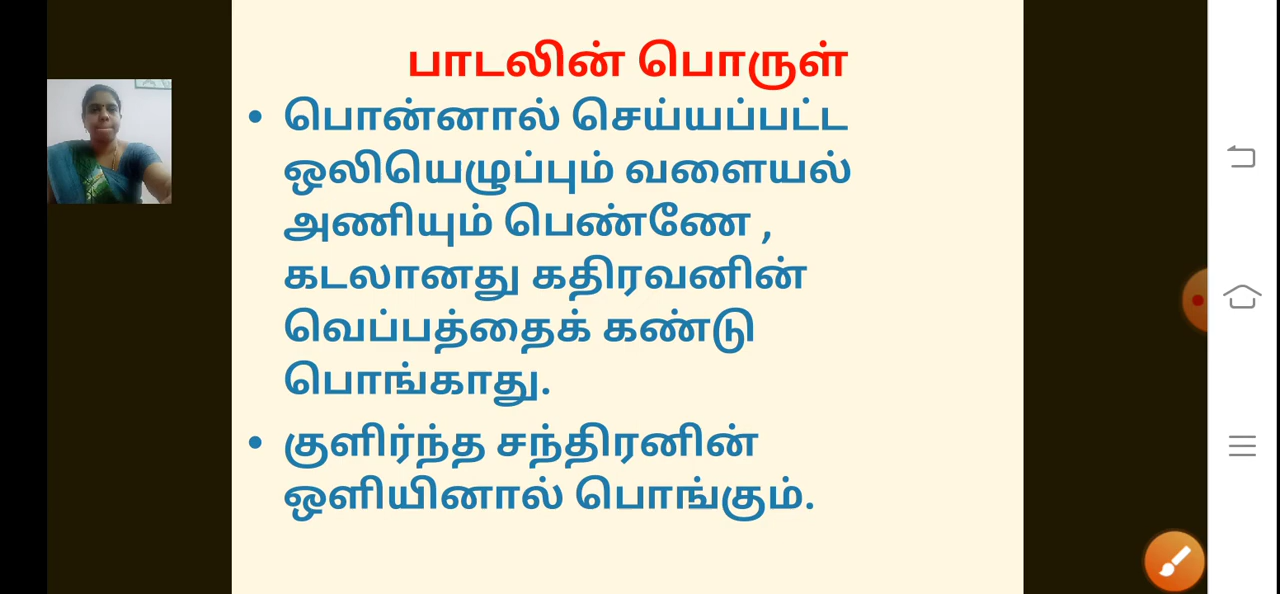 பாடலின் பொருள்
• பொன்னால் செய்யப்பட்ட
ஒலியெழுப்பும் வளையல்
அணியும் பெண்ணே ,
கடலானது கதிரவனின்
வெப்பத்தைக் கண்டு
பொங்காது.
• குளிர்ந்த சந்திரனின்
ஒளியினால் பொங்கும்.